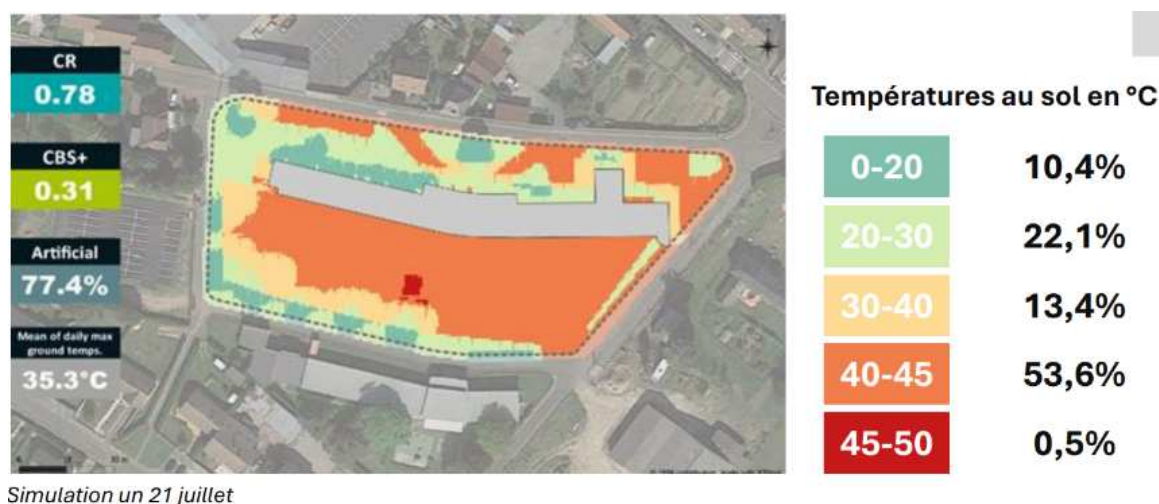 CR
0.78
CBS+
0.31
Artificial
77.4%
Mean of daily max
ground temps.
35.3°C
Températures au sol en °C
0-20 10,4%
20-30 22,1%
30-40 13,4%
40-45 53,6%
45-50 0,5%
Simulation un 21 juillet